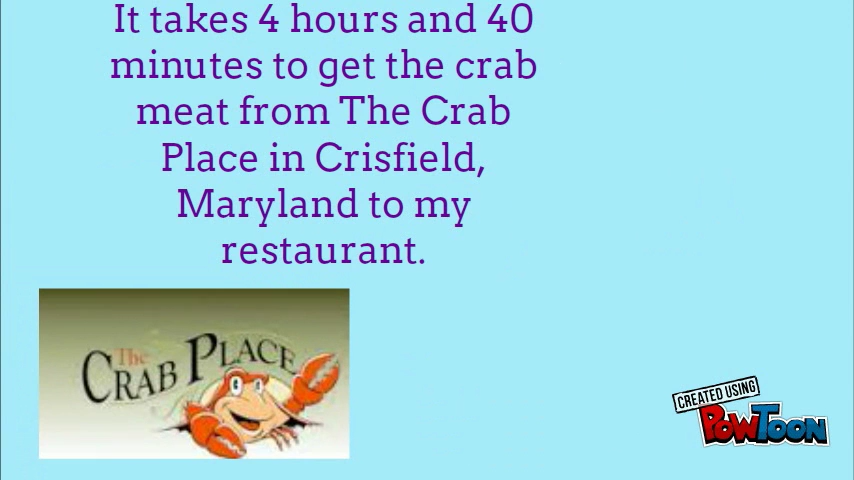 It takes 4 hours and 40
minutes to get the crab
meat from The Crab
Place in Crisfield,
Maryland to my
restaurant.
The
CRAB PLACE
CREATED USING
POWTOON